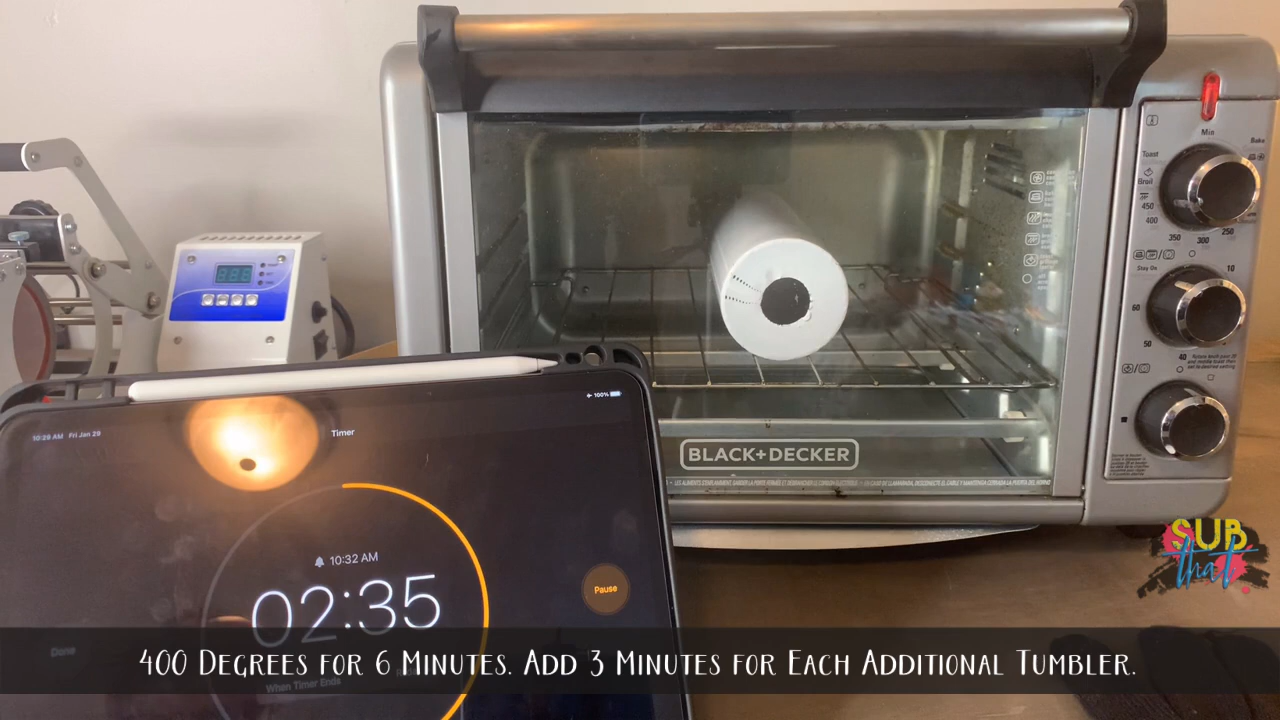 Min
Bake
Toast
Broil
450
400
350
300
250
Stay On
10
60
50
40
BLACK+DECKER
10:29 AM Fri Jan 29
100%
Timer
10:32 AM
02:35
Pause
Done
When Timer Ends
SUB
that.
400 Degrees for 6 Minutes. Add 3 Minutes for Each Additional Tumbler.